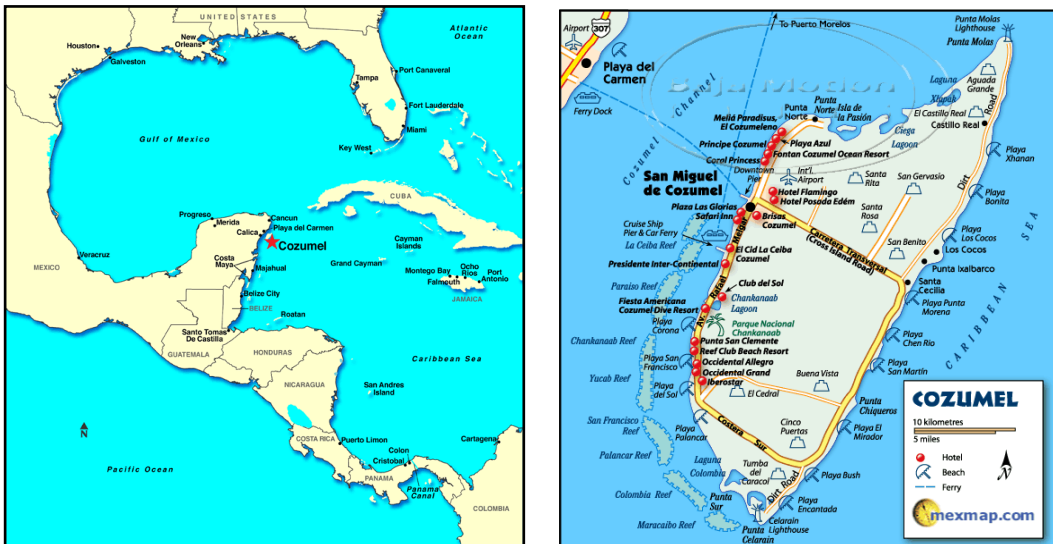 UNITED STATES
Atlantic
Ocean
Houston
New
Orleans
Galveston
Tampa
Port Canaveral
Fort Lauderdale
Miami
Gulf of Mexico
Key West
CUBA
Progreso
Merida
Cancun
Playa del Carmen
Calica
Cozumel
Cayman
Islands
Veracruz
MEXICO
Costa
Maya
Majahual
Grand Cayman
Montego Bay
Ocho
Rios
Port
Antonio
Falmouth
JAMAICA
Belize City
BELIZE
Roatan
Santo Tomas
De Castilla
GUATEMALA
HONDURAS
Caribbean Sea
NICARAGUA
San Andres
Island
N
COSTA RICA
Puerto Limon
Colon
Cristobal
Cartagena
Pacific Ocean
PANAMA
Panama
Canal
COLOMBIA
Airport
307
To Puerto Morelos
Playa del
Carmen
Ferry Dock
Cozumel Channel
Punta Molas
Lighthouse
Punta Molas
Laguna
Xlapak
Aguada
Grande
El Castillo Real
Castillo Real
Dirt Road
Punta
Norte
Punta
Norte
Isla de
la Pasión
Ciega
Lagoon
Meliá Paradisus,
El Cozumeleno
Playa Azul
Principe Cozumel
Fontan Cozumel Ocean Resort
Corol Princess
Downtown
Pier
Int'l.
Airport
San Miguel
de Cozumel
Hotel Flamingo
Hotel Posada Edém
Santa
Rita
San Gervasio
Playa
Xhanan
Playa
Bonita
Plaza Las Glorias
Safari Inn
Brisas
Cozumel
Santa
Rosa
San Benito
Carretera Transversal
(Cross Island Road)
Playa
Los Cocos
Los Cocos
Punta Ixalbarco
Santa
Cecilia
Playa Punta
Morena
Cruise Ship
Pier & Car Ferry
La Ceiba Reef
El Cid La Ceiba
Cozumel
Presidente Inter-Continental
Av. Rafael Melgar
Paraiso Reef
Club del Sol
Chankanaab
Lagoon
Fiesta Americana
Cozumel Dive Resort
Playa
Corona
Parque Nacional
Chankanaab
Chankanaab Reef
Punta San Clemente
Reef Club Beach Resort
Playa San
Francisco
Occidental Allegro
Occidental Grand
Iberostar
Yucab Reef
Playa
del Sol
El Cedral
Buena Vista
Playa
Chen Río
Playa
San Martín
CARIBBEAN SEA
Punta
Chiqueros
San Francisco
Reef
Playa
Palancar
Costera Sur
Cinco
Puertas
Playa El
Mirador
Palancar Reef
Laguna
Colombia
Tumba
del
Caracol
Dirt Road
Playa Bush
Colombia Reef
Punta
Sur
Playa
Encantada
Maracaibo Reef
Celarain
Lighthouse
Punta
Celarain
COZUMEL
10 kilometres
5 miles
Hotel
Beach
Ferry
N
mexmap.com